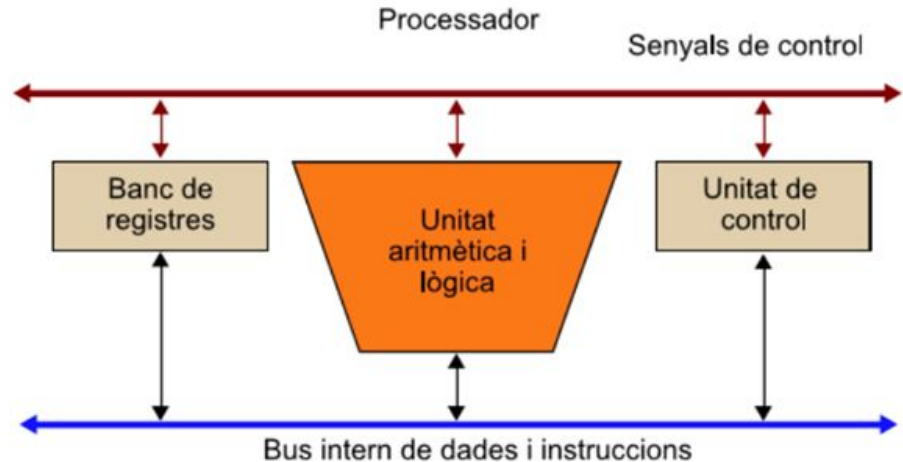 Processador
Senyals de control
Banc de
registres
Unitat
aritmètica i
lògica
Unitat de
control
Bus intern de dades i instruccions